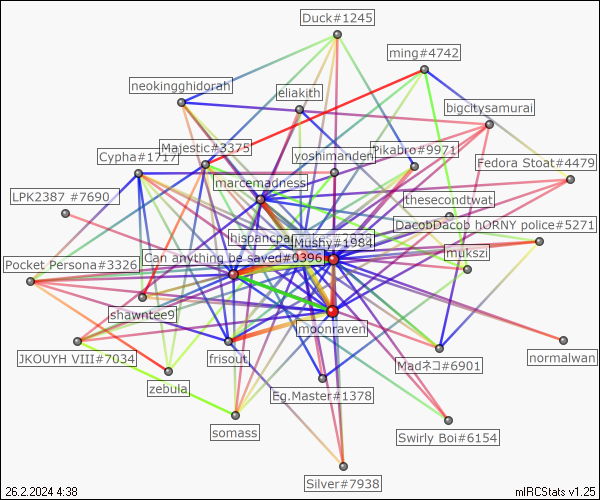 Duck#1245
ming#4742
neokingghidorah
eliakith
bigcitysamurai
Majestic#3375
Pikabro#9971
Cypha#1717
yoshimanden
Fedora Stoat#4479
marcemadness
LPK2387 #7690
thesecondtwat
DacobDacob hORNY police#5271
Mushy#1984
mukszi
Can anything be saved#0396
Pocket Persona#3326
shawntee9
moonraven
JKOUYH VIII#7034
frisout
Madネコ#6901
normalwan
zebula
Eg.Master#1378
somass
Swirly Boi#6154
Silver#7938
26.2.2024 4:38
mIRCStats v1.25